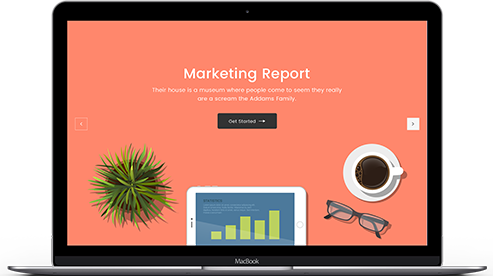 Marketing Report
Their house is a museum where people come to seem they really
are a scream the Addams Family.
Get Started
MacBook